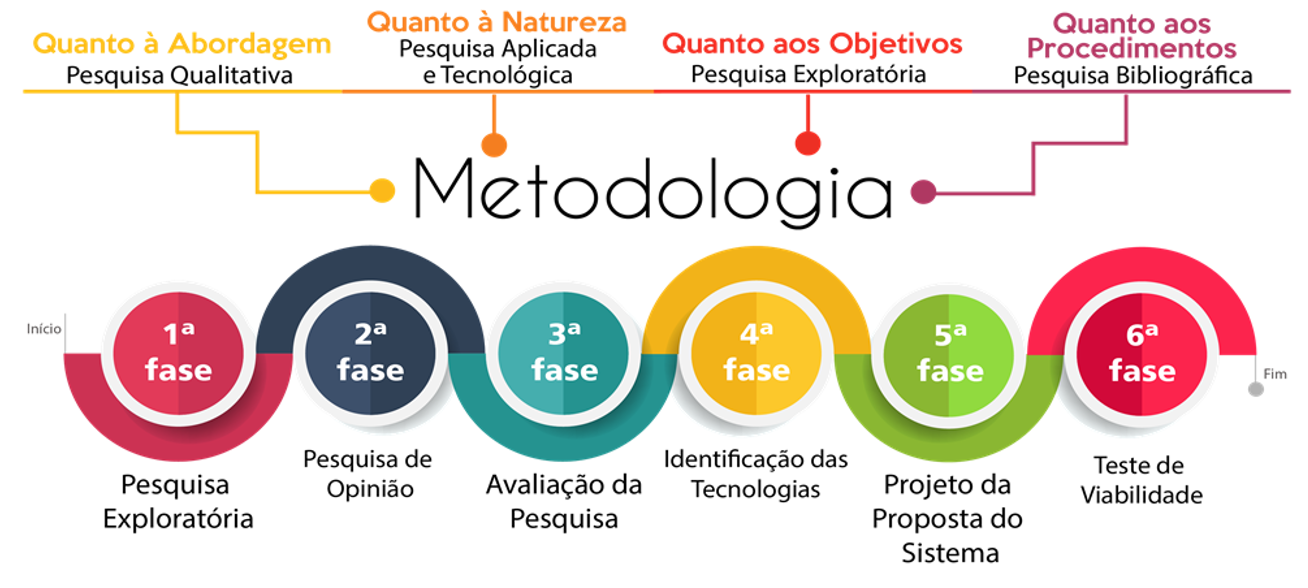 Quanto à Abordagem
Pesquisa Qualitativa
Quanto à Natureza
Pesquisa Aplicada
e Tecnológica
Quanto aos Objetivos
Pesquisa Exploratória
Quanto aos
Procedimentos
Pesquisa Bibliográfica
Metodologia
Início
1ª
fase
2ª
fase
3ª
fase
4ª
fase
5ª
fase
6ª
fase
Fim
Pesquisa
Exploratória
Pesquisa de
Opinião
Avaliação da
Pesquisa
Identificação das
Tecnologias
Projeto da
Proposta do
Sistema
Teste de
Viabilidade